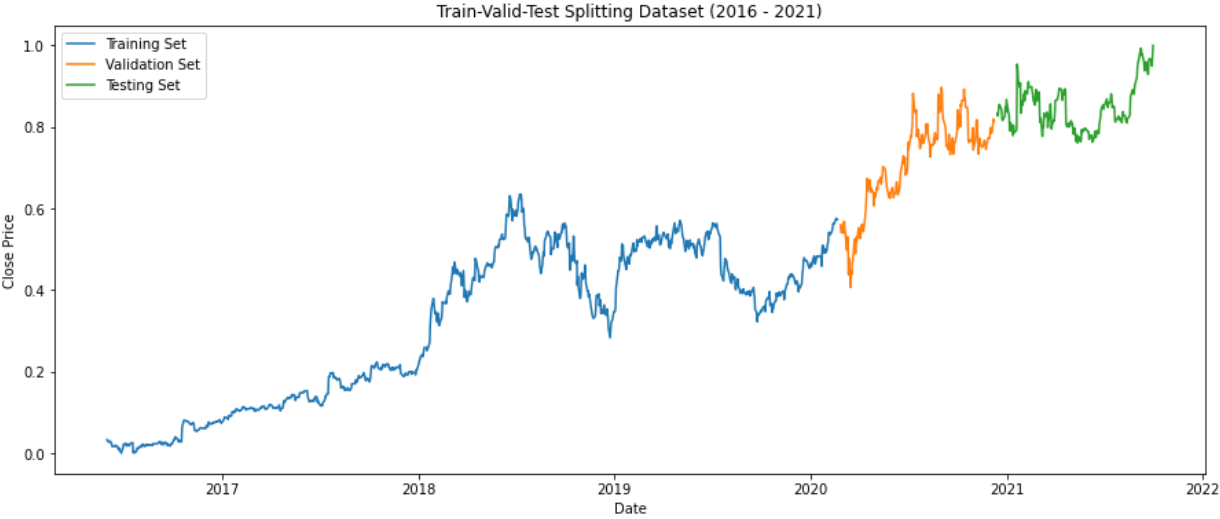 Train-Valid-Test Splitting Dataset (2016 - 2021)
Training Set
Validation Set
Testing Set
Close Price
1.0
0.8
0.6
0.4
0.2
0.0
2017 2018 2019 2020 2021 2022
Date